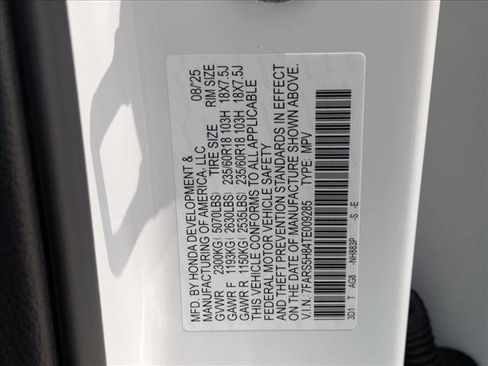 MFD. BY HONDA DEVELOPMENT & 08/25
MANUFACTURING OF AMERICA, LLC
TIRE SIZE RIM SIZE
GVWR 2300KG( 5070LBS)
GAWR F 1193KG( 2630LBS) 235/60R18 103H 18X7.5J
GAWR R 1150KG( 2535LBS) 235/60R18 103H 18X7.5J
THIS VEHICLE CONFORMS TO ALL APPLICABLE
FEDERAL MOTOR VEHICLE SAFETY
AND THEFT PREVENTION STANDARDS IN EFFECT
ON THE DATE OF MANUFACTURE SHOWN ABOVE.
V.I.N.: 7FARS5H84TE009285 TYPE: MPV
3D1 T AG8 -NH883P -S -E